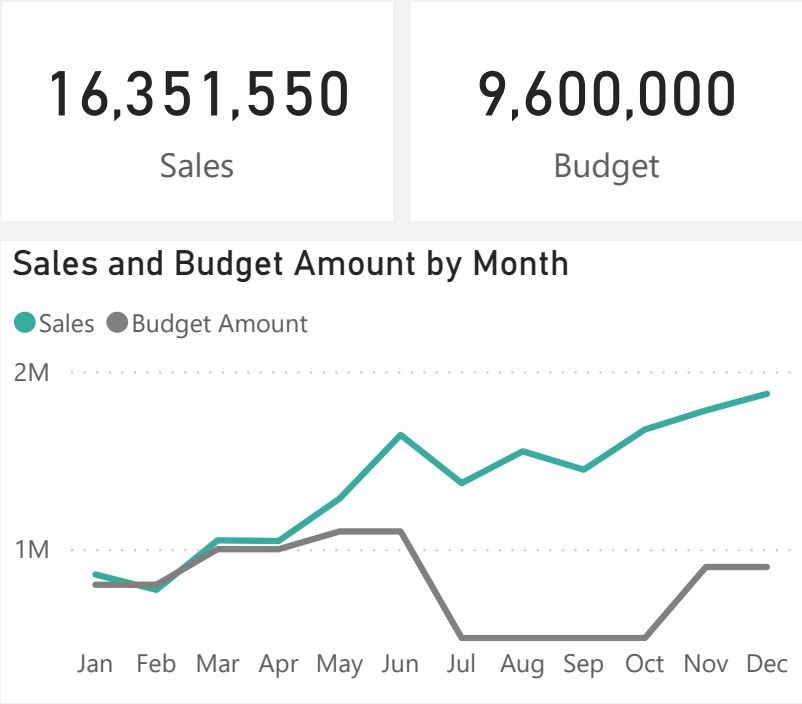 16,351,550
Sales
9,600,000
Budget
Sales and Budget Amount by Month
Sales Budget Amount
2M
1M
Jan Feb Mar Apr May Jun Jul Aug Sep Oct Nov Dec